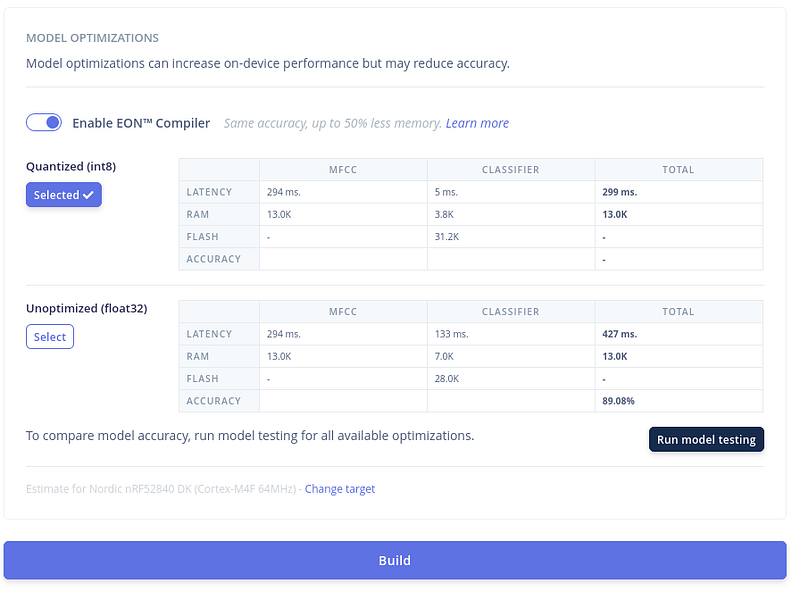 MODEL OPTIMIZATIONS
Model optimizations can increase on-device performance but may reduce accuracy.
Enable EON™ Compiler Same accuracy, up to 50% less memory. Learn more
Quantized (int8)
Selected ✓
MFCC CLASSIFIER TOTAL
LATENCY 294 ms. 5 ms. 299 ms.
RAM 13.0K 3.8K 13.0K
FLASH - 31.2K -
ACCURACY -
Unoptimized (float32)
Select
MFCC CLASSIFIER TOTAL
LATENCY 294 ms. 133 ms. 427 ms.
RAM 13.0K 7.0K 13.0K
FLASH - 28.0K -
ACCURACY 89.08%
To compare model accuracy, run model testing for all available optimizations.
Run model testing
Estimate for Nordic nRF52840 DK (Cortex-M4F 64MHz) - Change target
Build